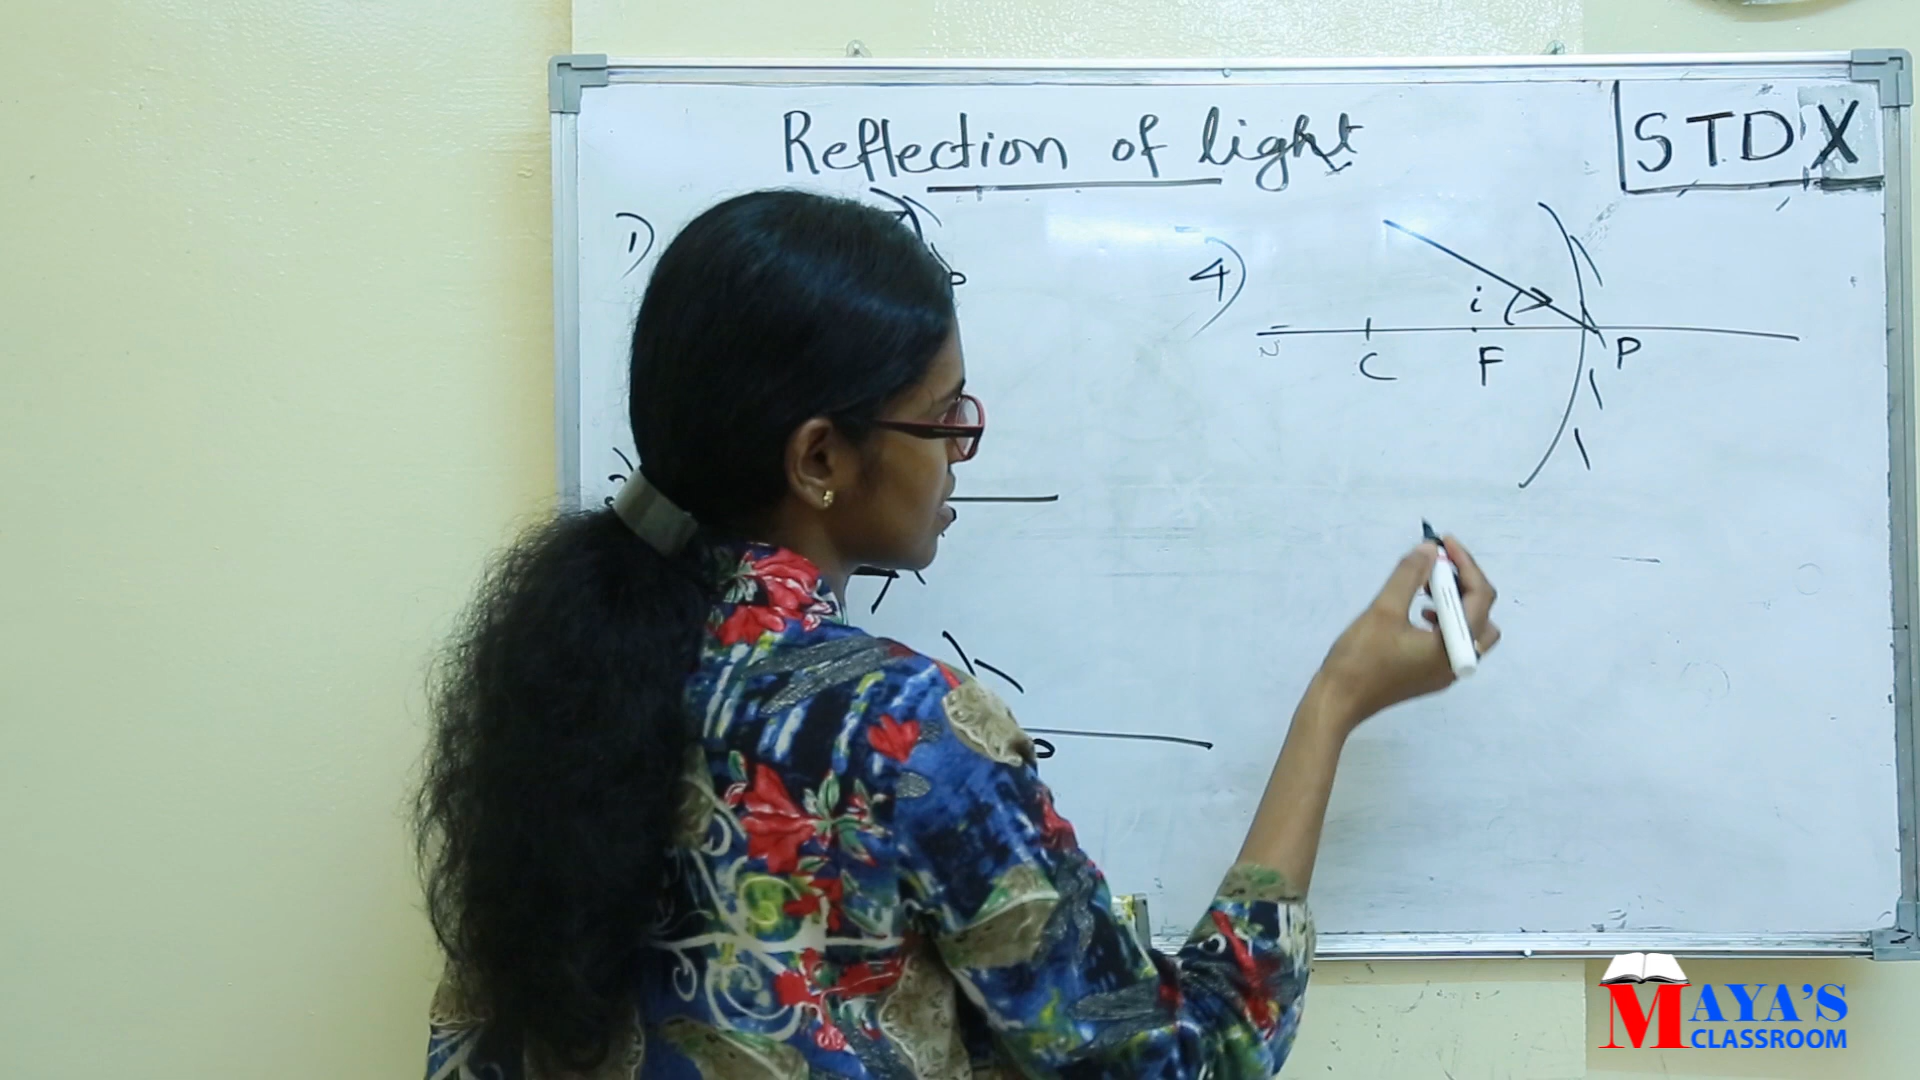 Reflection of light
STD X
1)
P
4)
i
C F P
MAYA'S
CLASSROOM